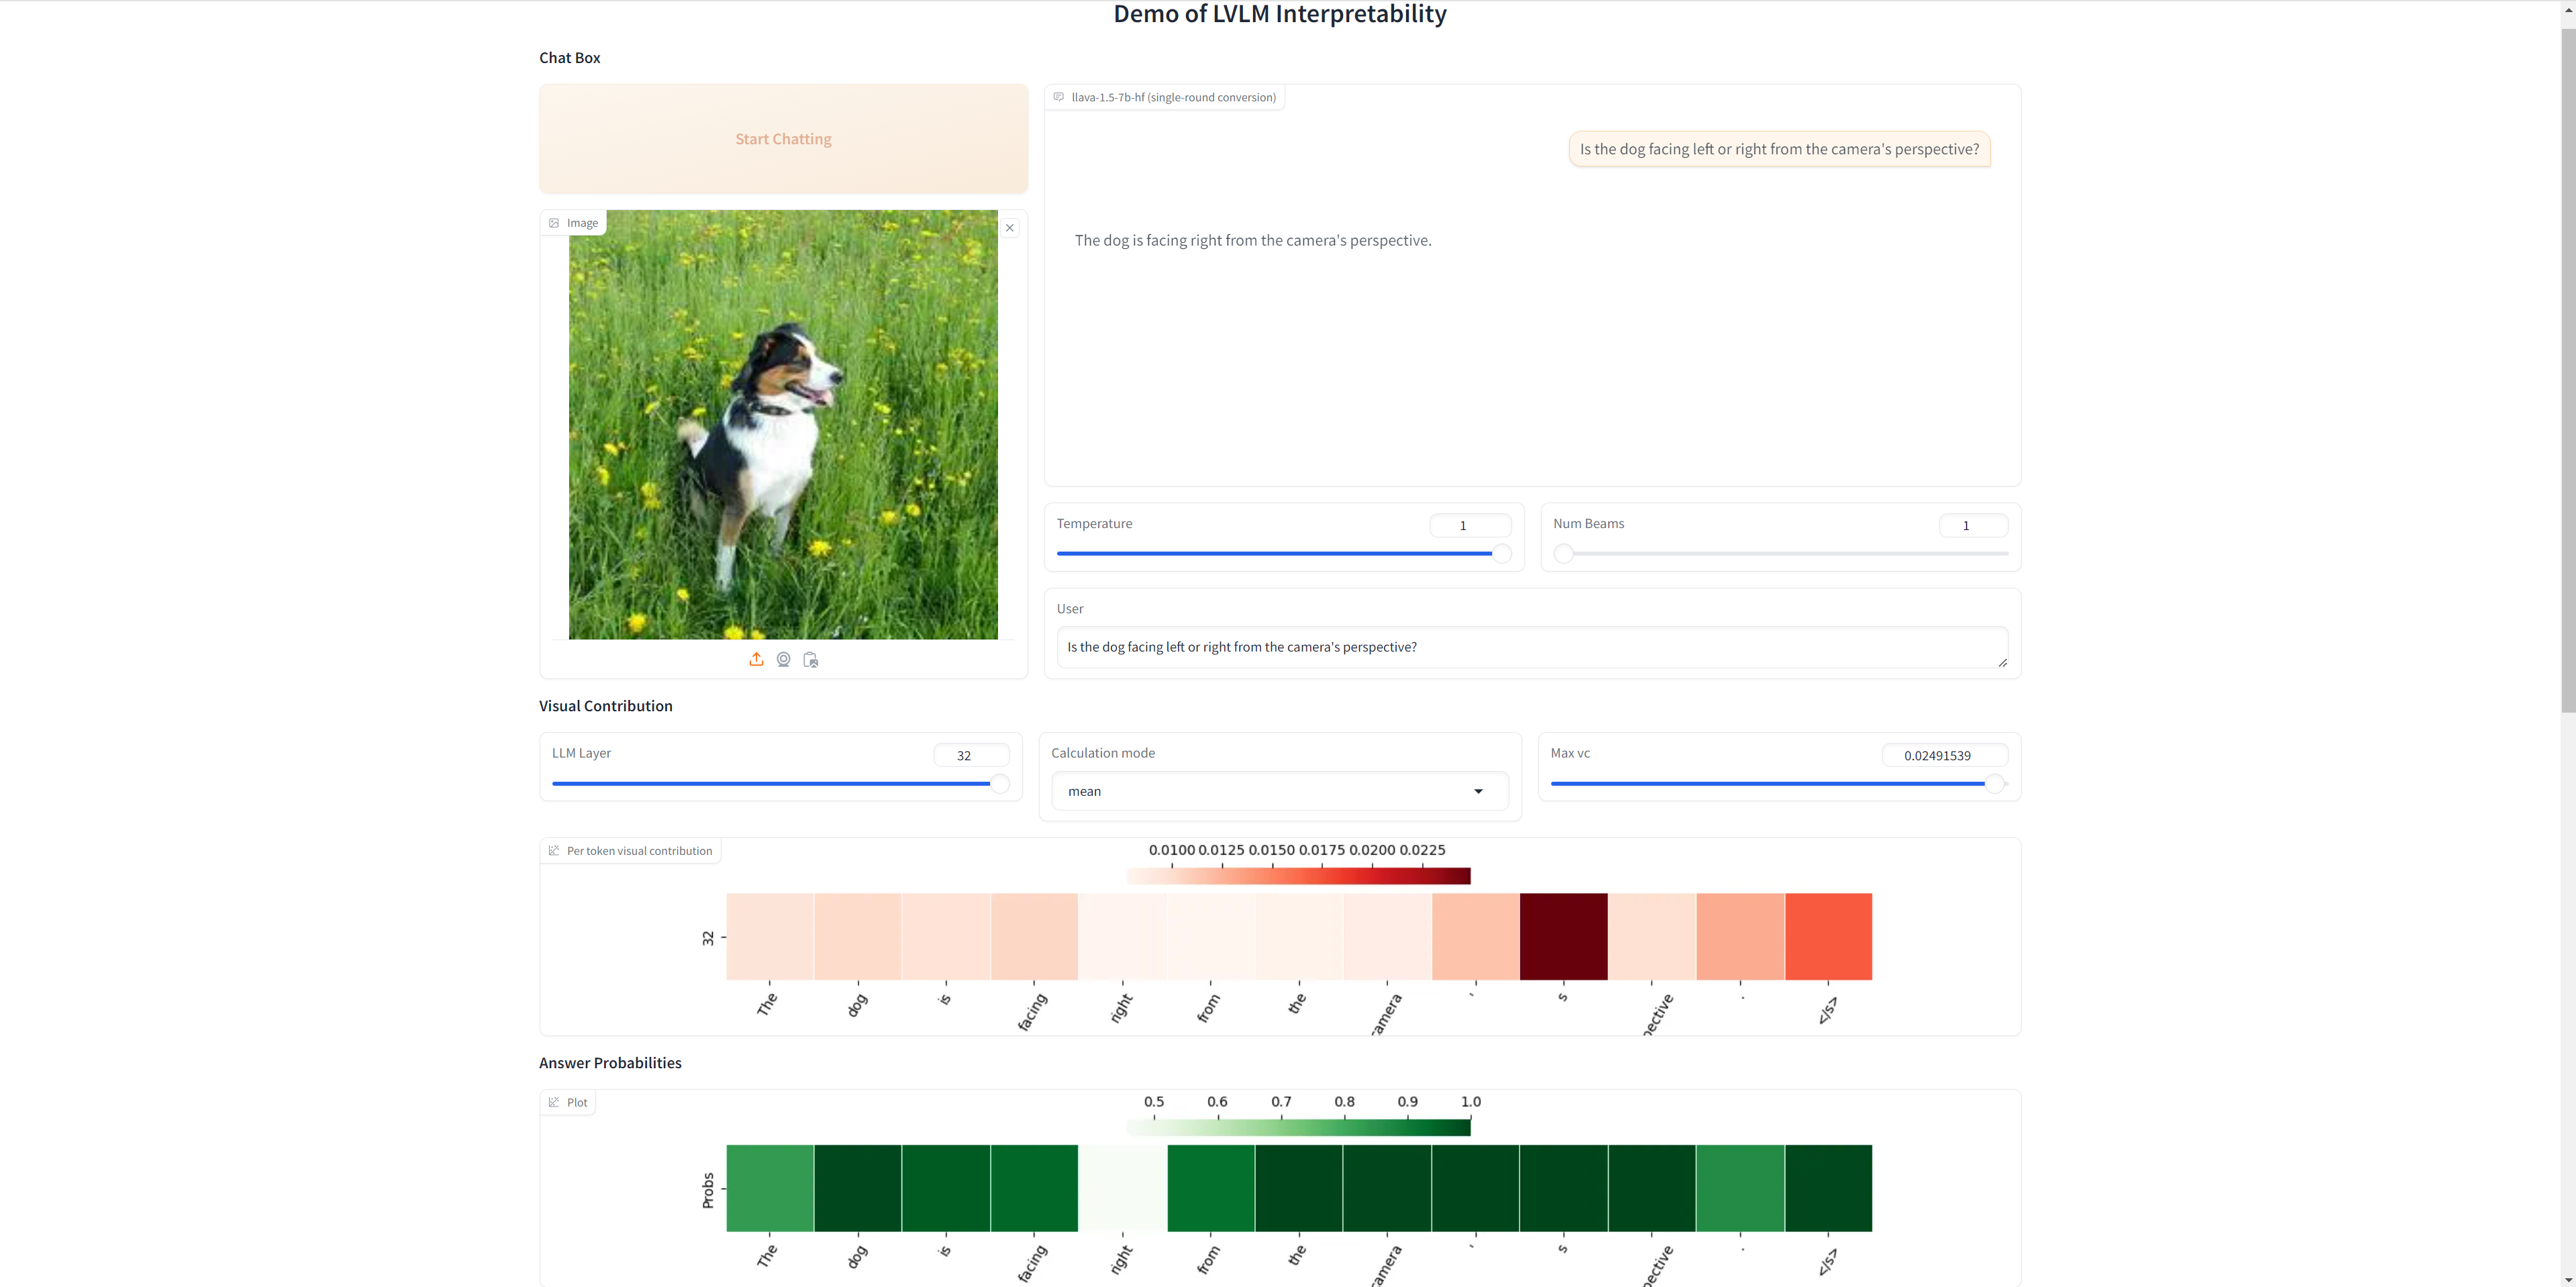 Demo of LVLM Interpretability
Chat Box
Start Chatting
llava-1.5-7b-hf (single-round conversion)
Is the dog facing left or right from the camera's perspective?
Image
The dog is facing right from the camera's perspective.
Temperature
1
Num Beams
1
User
Is the dog facing left or right from the camera's perspective?
Visual Contribution
LLM Layer
32
Calculation mode
mean
Max vc
0.02491539
Per token visual contribution
0.0100 0.0125 0.0150 0.0175 0.0200 0.0225
32
The dog is facing right from the amera ' s pective . </s>
Answer Probabilities
Plot
0.5 0.6 0.7 0.8 0.9 1.0
Probs
The dog is facing right from the amera ' s pective . </s>